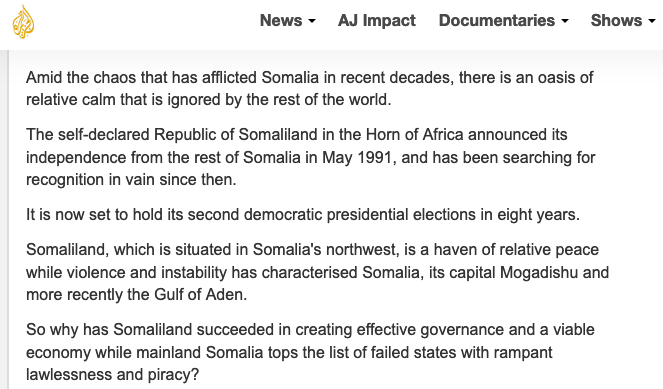 News AJ Impact Documentaries Shows
Amid the chaos that has afflicted Somalia in recent decades, there is an oasis of
relative calm that is ignored by the rest of the world.
The self-declared Republic of Somaliland in the Horn of Africa announced its
independence from the rest of Somalia in May 1991, and has been searching for
recognition in vain since then.
It is now set to hold its second democratic presidential elections in eight years.
Somaliland, which is situated in Somalia's northwest, is a haven of relative peace
while violence and instability has characterised Somalia, its capital Mogadishu and
more recently the Gulf of Aden.
So why has Somaliland succeeded in creating effective governance and a viable
economy while mainland Somalia tops the list of failed states with rampant
lawlessness and piracy?